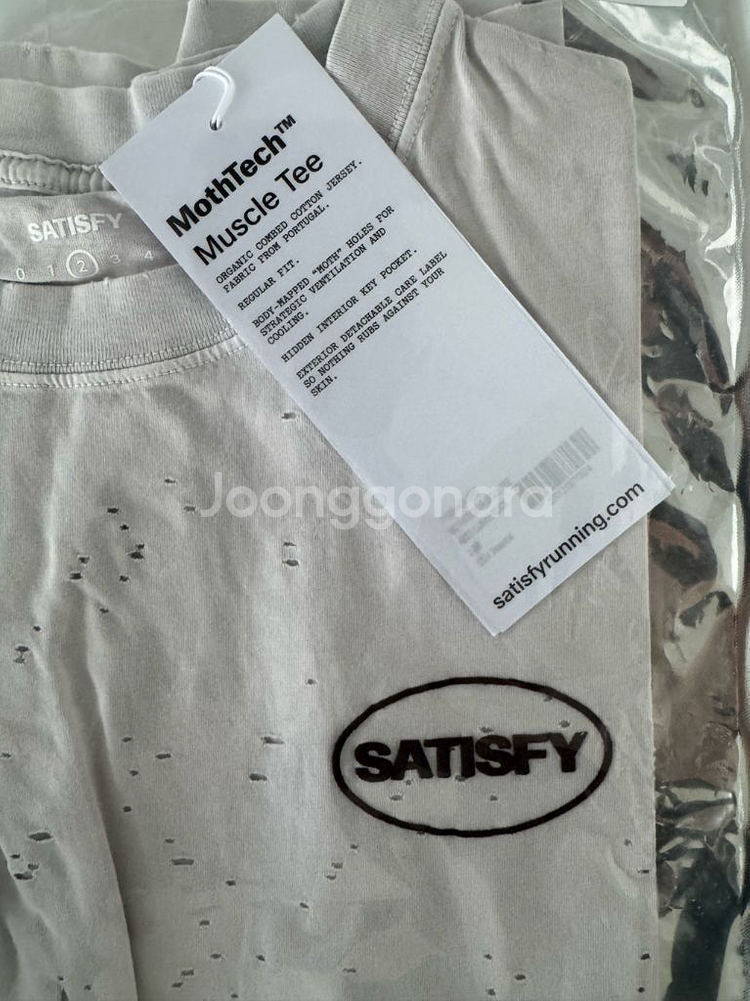 MothTech™
Muscle Tee
ORGANIC COMBED COTTON JERSEY.
FABRIC FROM PORTUGAL.
REGULAR FIT.
BODY-MAPPED "MOTH" HOLES FOR
STRATEGIC VENTILATION AND
COOLING.
HIDDEN INTERIOR KEY POCKET.
EXTERIOR DETACHABLE CARE LABEL
SO NOTHING RUBS AGAINST YOUR
SKIN.
satisfyrunning.com
SATISFY
0 1 2 3 4
Joonggonara
SATISFY